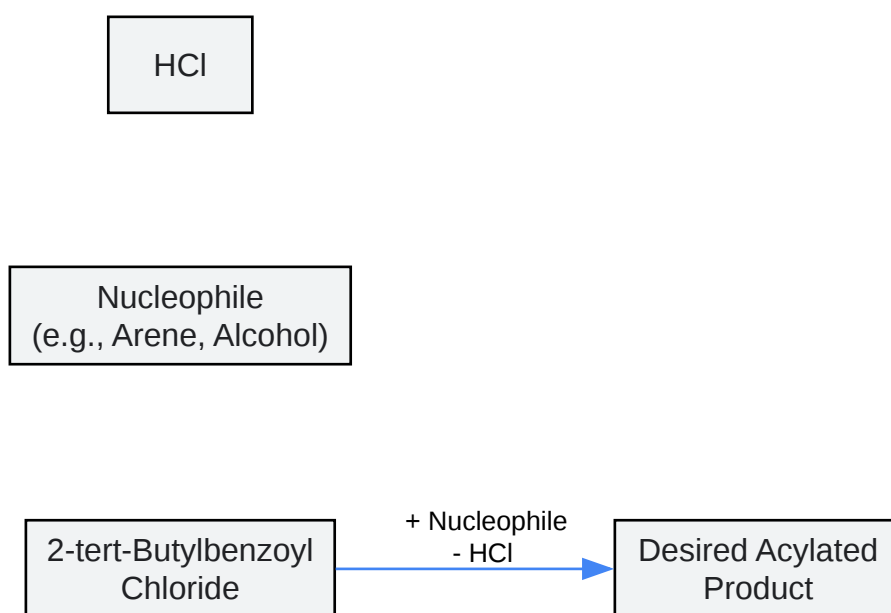 HCl
Nucleophile
(e.g., Arene, Alcohol)
2-tert-Butylbenzoyl
Chloride
+ Nucleophile
- HCl
Desired Acylated
Product